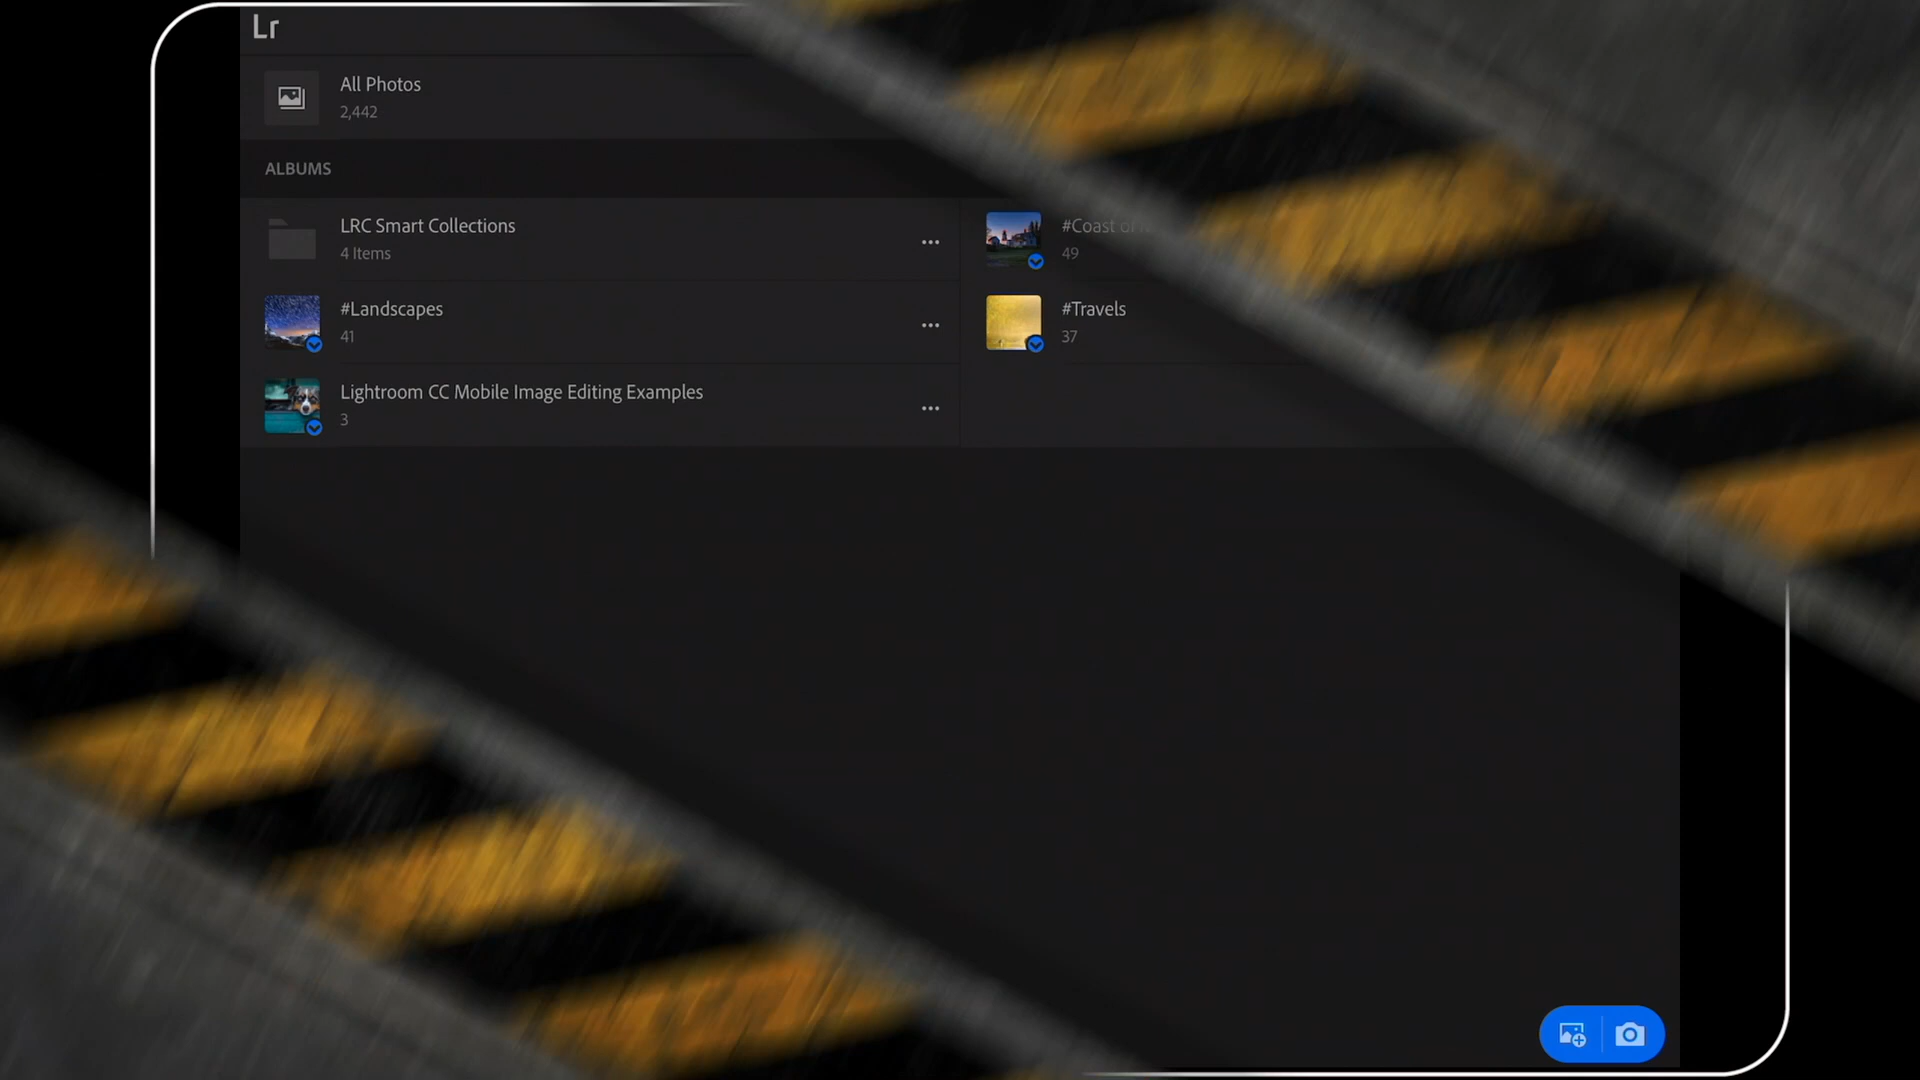 Lr
All Photos
2,442
ALBUMS
LRC Smart Collections
4 Items
#Coast of
49
#Landscapes
41
#Travels
37
Lightroom CC Mobile Image Editing Examples
3